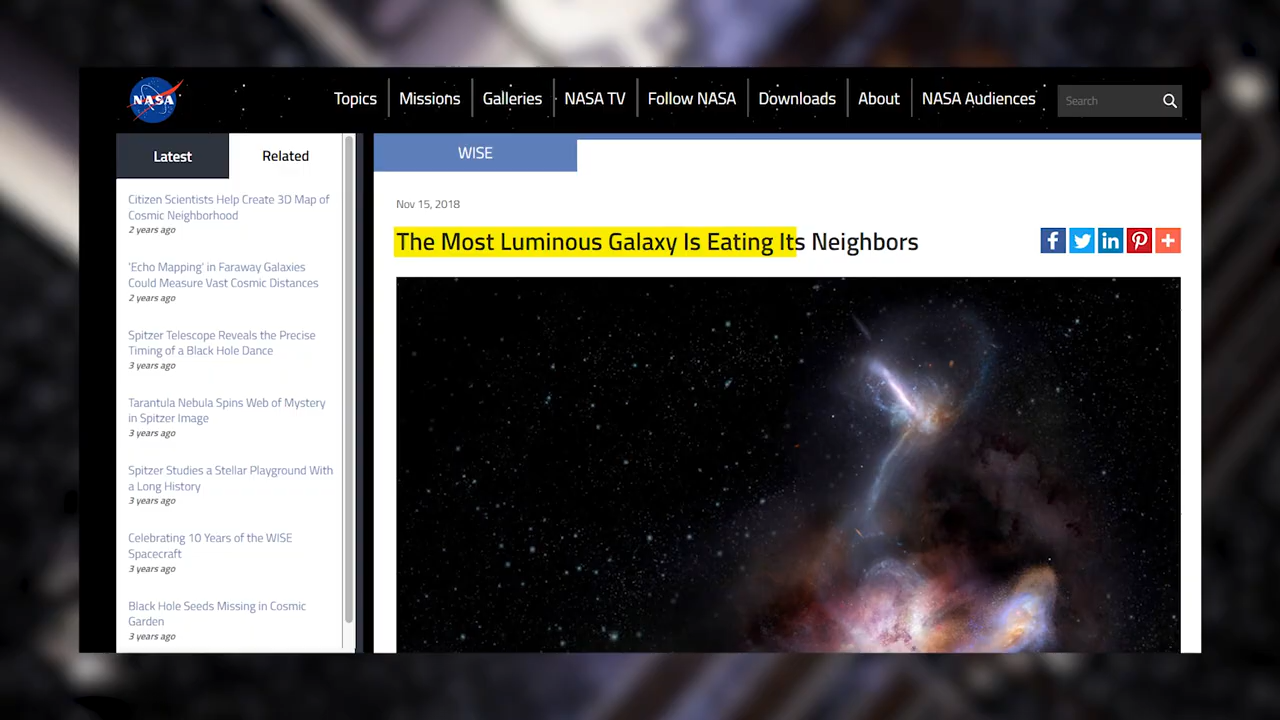 NASA
Topics
Missions
Galleries
NASA TV
Follow NASA
Downloads
About
NASA Audiences
Search
Latest
Related
Citizen Scientists Help Create 3D Map of
Cosmic Neighborhood
2 years ago
'Echo Mapping' in Faraway Galaxies
Could Measure Vast Cosmic Distances
2 years ago
Spitzer Telescope Reveals the Precise
Timing of a Black Hole Dance
3 years ago
Tarantula Nebula Spins Web of Mystery
in Spitzer Image
3 years ago
Spitzer Studies a Stellar Playground With
a Long History
3 years ago
Celebrating 10 Years of the WISE
Spacecraft
3 years ago
Black Hole Seeds Missing in Cosmic
Garden
3 years ago
WISE
Nov 15, 2018
The Most Luminous Galaxy Is Eating Its Neighbors